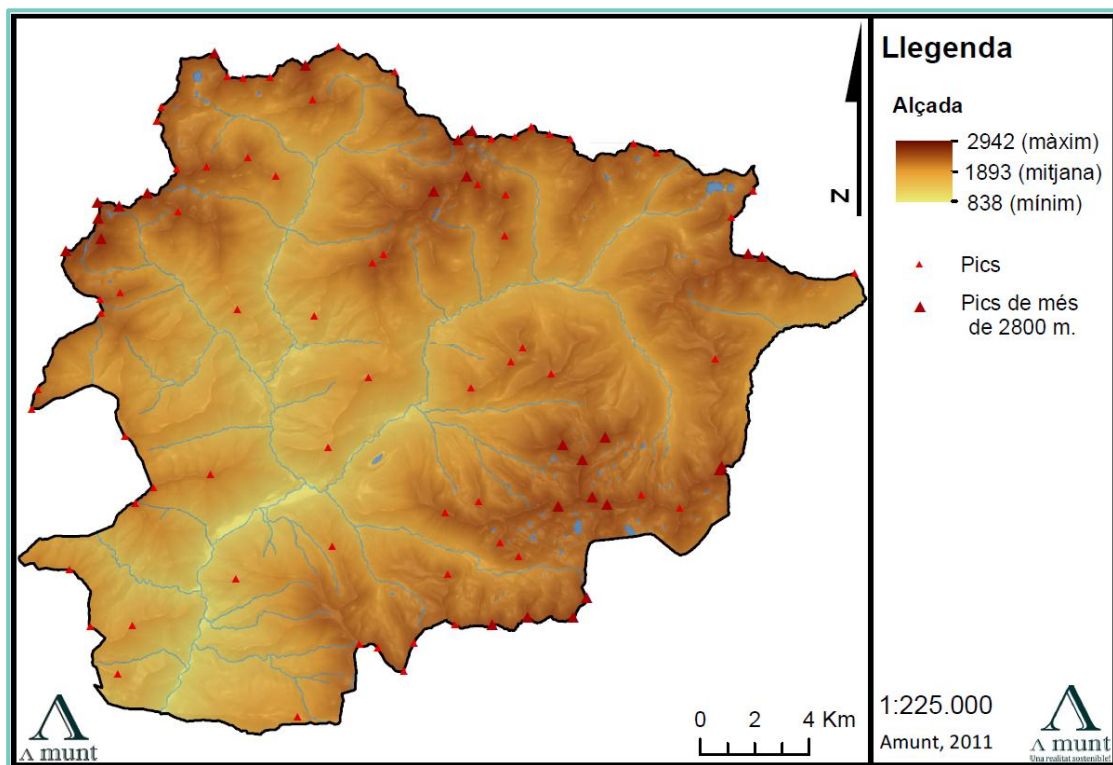 Llegenda
Alçada
2942 (màxim)
1893 (mitjana)
838 (mínim)
Pics
Pics de més
de 2800 m.
N
0 2 4 Km
1:225.000
Amunt, 2011
Λ munt
Λ munt
Una realitat sostenible!